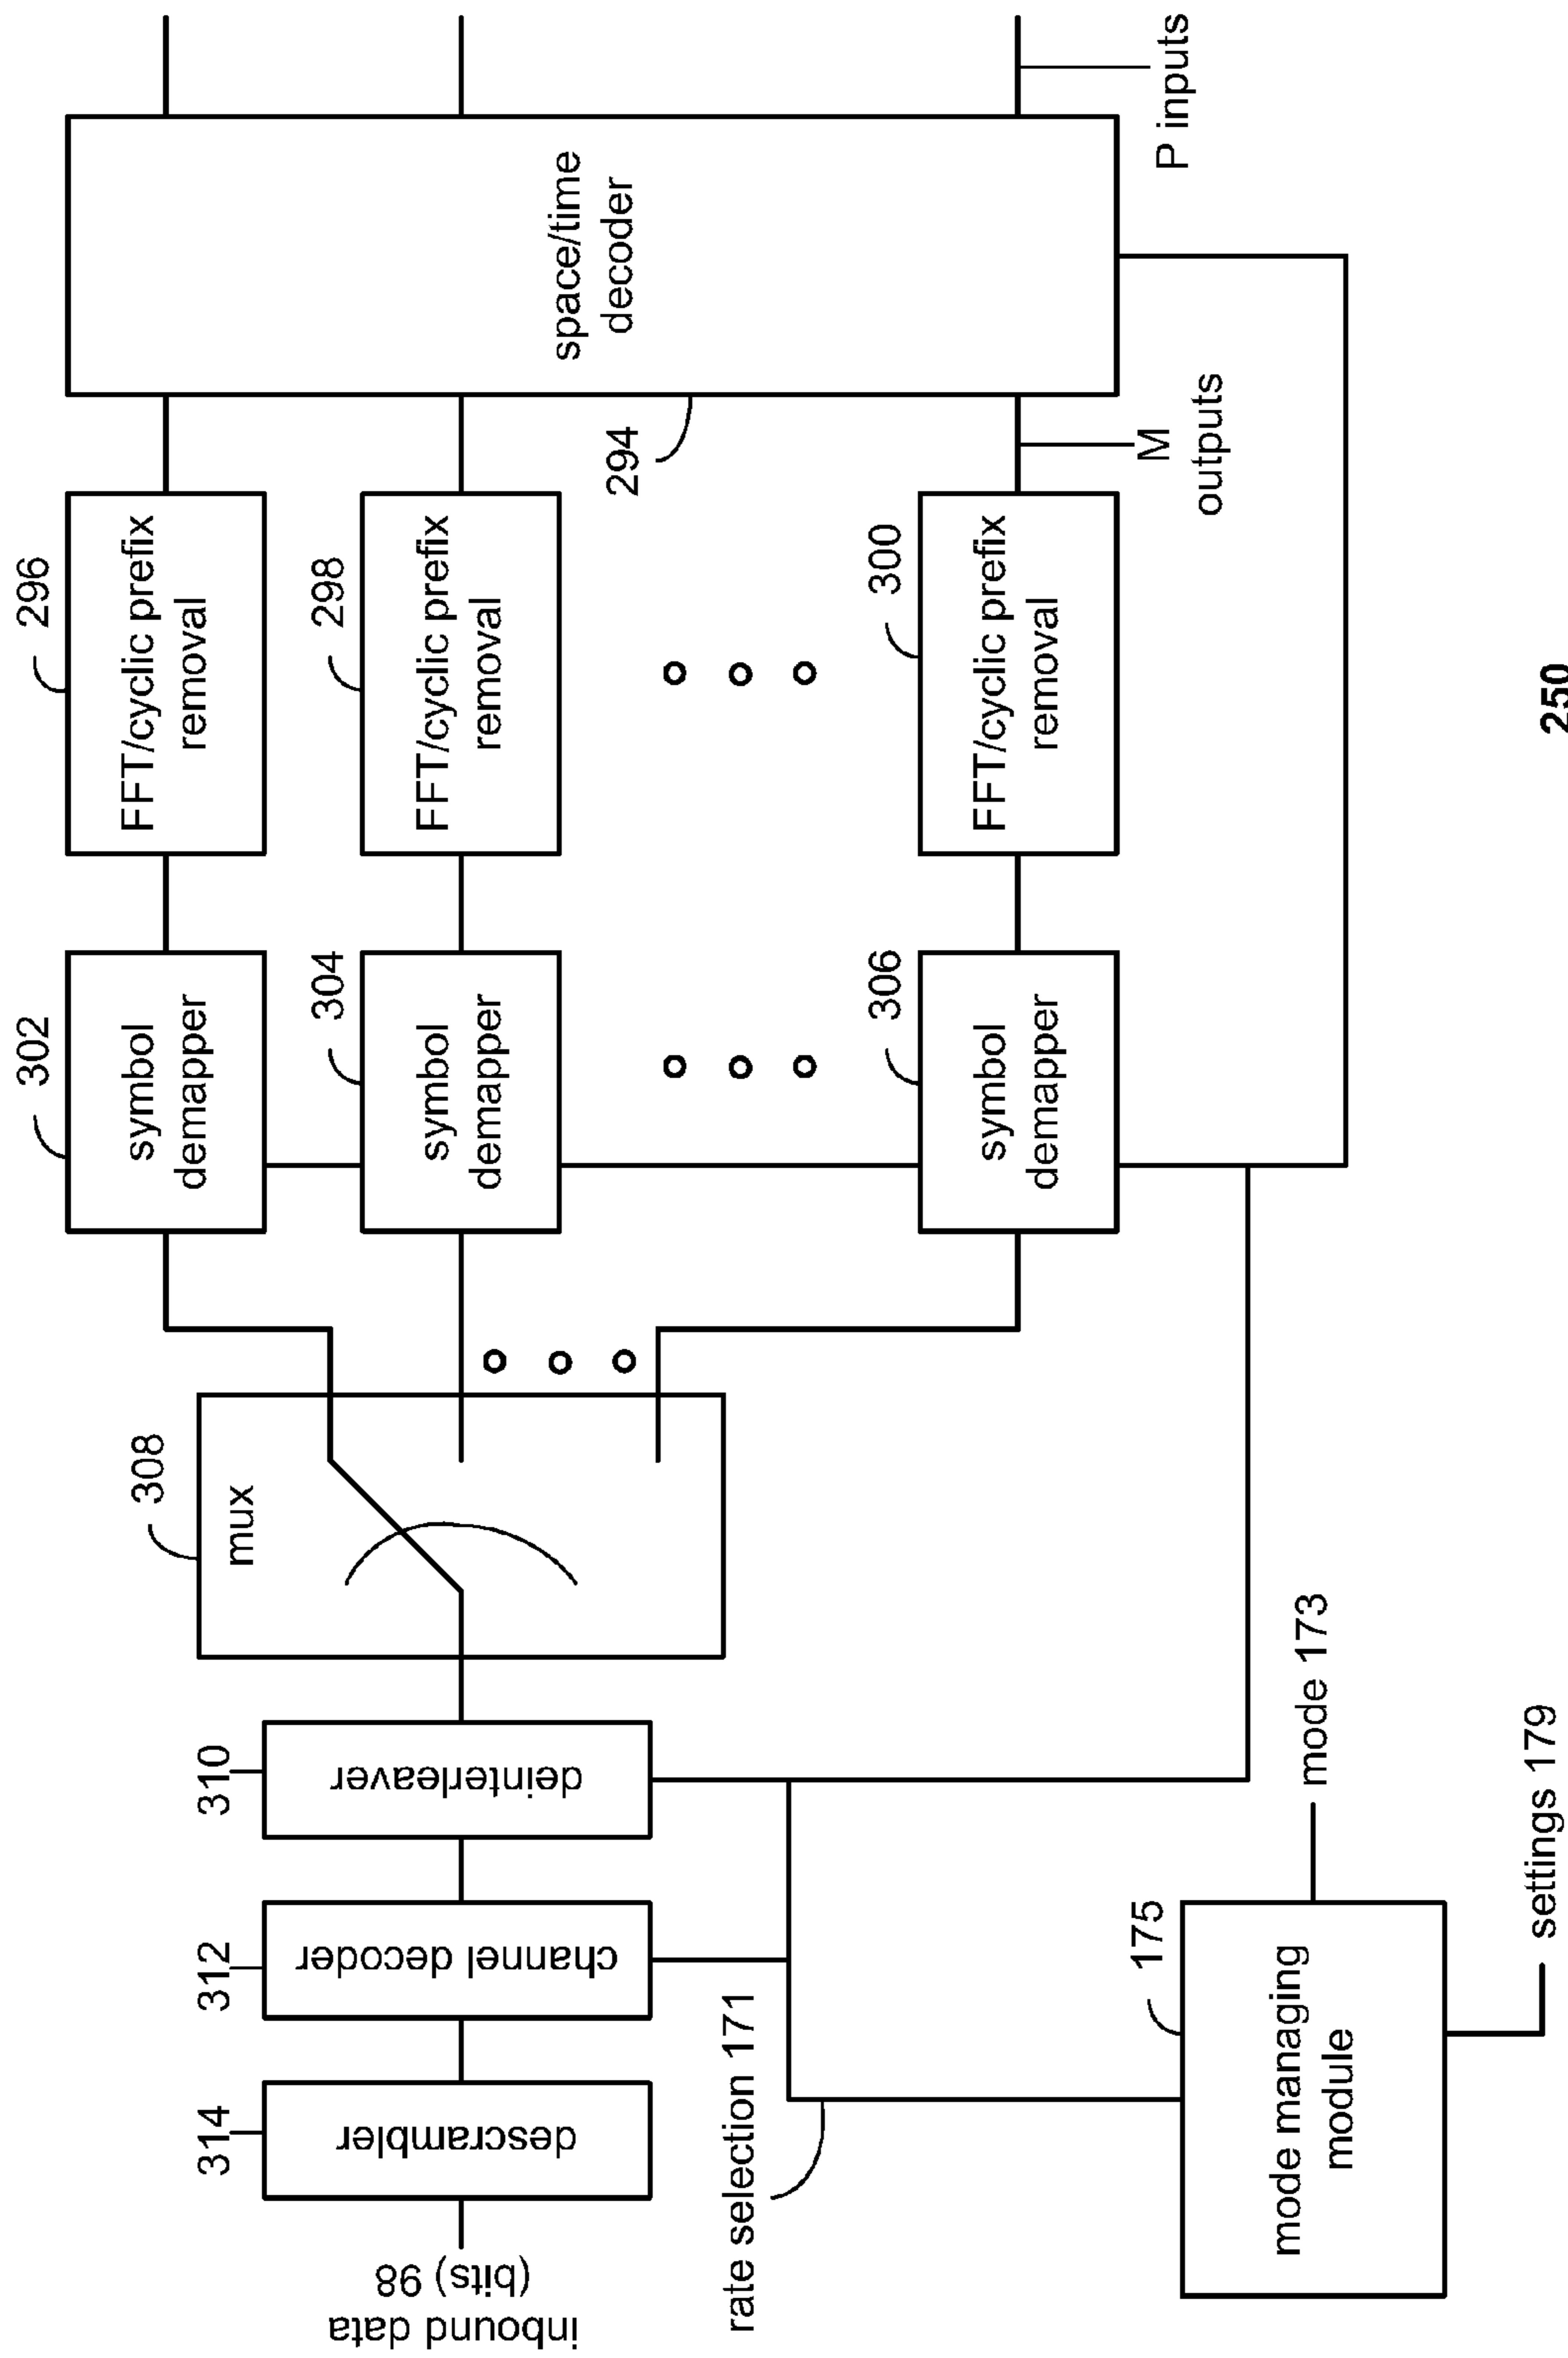 inbound data
(bits) 98
314
descrambler
312
channel decoder
310
deinterleaver
308
mux
302
symbol
demapper
304
symbol
demapper
306
symbol
demapper
296
FFT/cyclic prefix
removal
298
FFT/cyclic prefix
removal
300
FFT/cyclic prefix
removal
294
space/time
decoder
M
outputs
P inputs
rate selection 171
175
mode managing
module
mode 173
settings 179
250